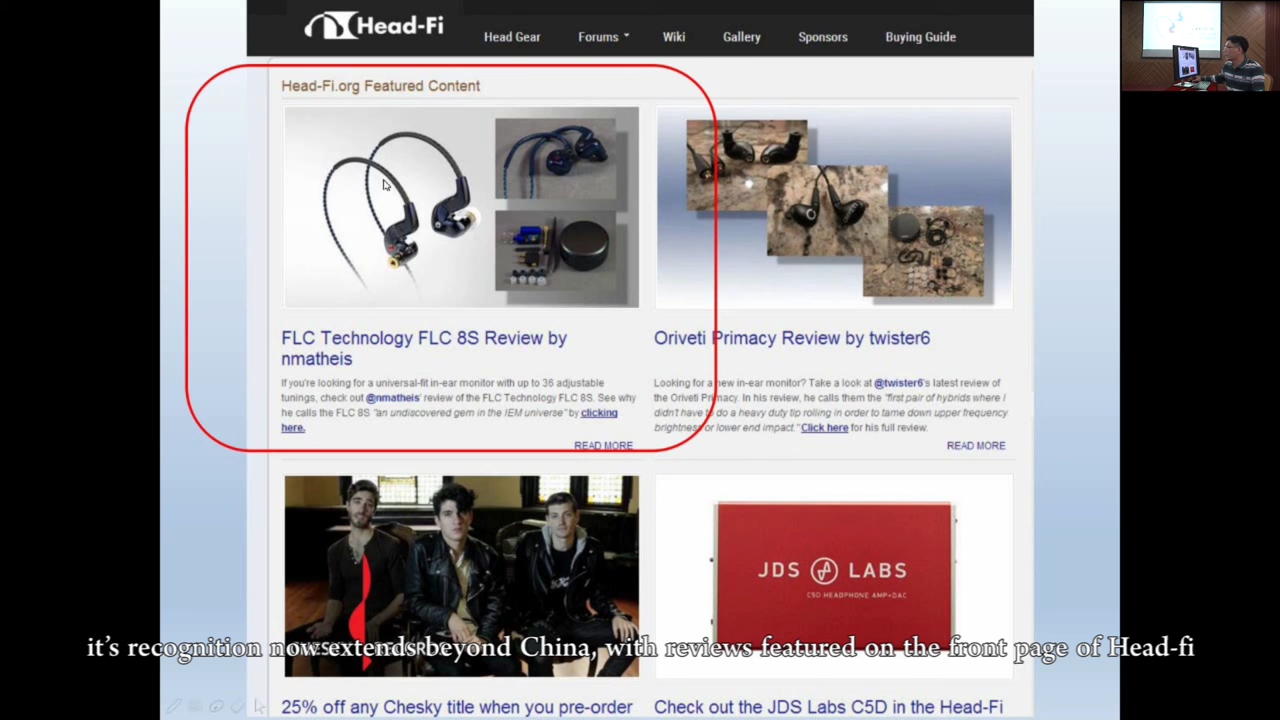 Head-Fi
Head Gear Forums Wiki Gallery Sponsors Buying Guide
Head-Fi.org Featured Content
FLC Technology FLC 8S Review by
nmatheis
If you're looking for a universal-fit in-ear monitor with up to 36 adjustable
tunings, check out @nmatheis' review of the FLC Technology FLC 8S. See why
he calls the FLC 8S "an undiscovered gem in the IEM universe" by clicking
here.
READ MORE
Oriveti Primacy Review by twister6
Looking for a new in-ear monitor? Take a look at @twister6's latest review of
the Oriveti Primacy. In his review, he calls them the "first pair of hybrids where I
didn't have to do a heavy duty tip rolling in order to tame down upper frequency
brightness or lower end impact." Click here for his full review.
READ MORE
JDS LABS
C5D HEADPHONE AMP+DAC
it's recognition now extends beyond China, with reviews featured on the front page of Head-fi
25% off any Chesky title when you pre-order
Check out the JDS Labs C5D in the Head-Fi